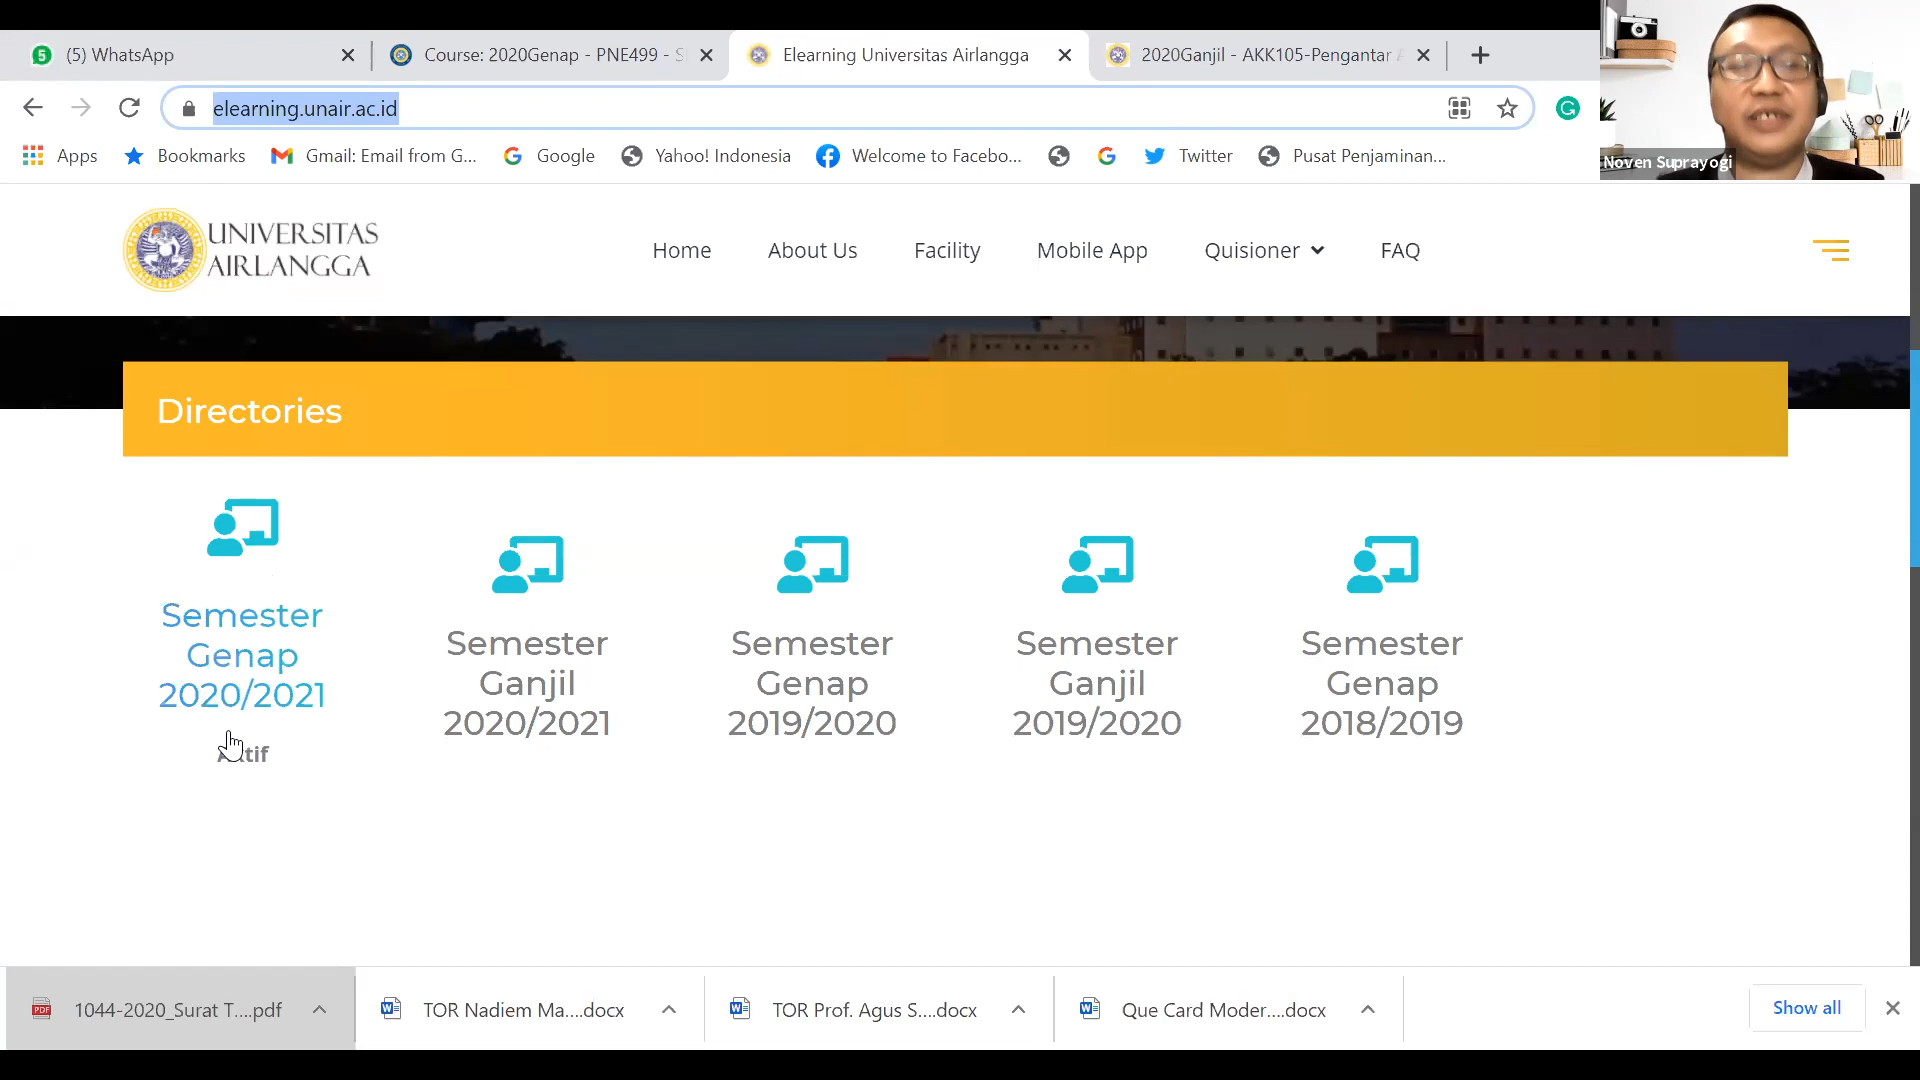 (5) WhatsApp
Course: 2020Genap - PNE499 - S
Elearning Universitas Airlangga
2020Ganjil - AKK105-Pengantar A
elearning.unair.ac.id
Apps
Bookmarks
Gmail: Email from G...
Google
Yahoo! Indonesia
Welcome to Facebo...
Twitter
Pusat Penjaminan...
Noven Suprayogi
UNIVERSITAS
AIRLANGGA
Home
About Us
Facility
Mobile App
Quisioner
FAQ
Directories
Semester
Genap
2020/2021
Aktif
Semester
Ganjil
2020/2021
Semester
Genap
2019/2020
Semester
Ganjil
2019/2020
Semester
Genap
2018/2019
1044-2020_Surat T....pdf
TOR Nadiem Ma....docx
TOR Prof. Agus S....docx
Que Card Moder....docx
Show all